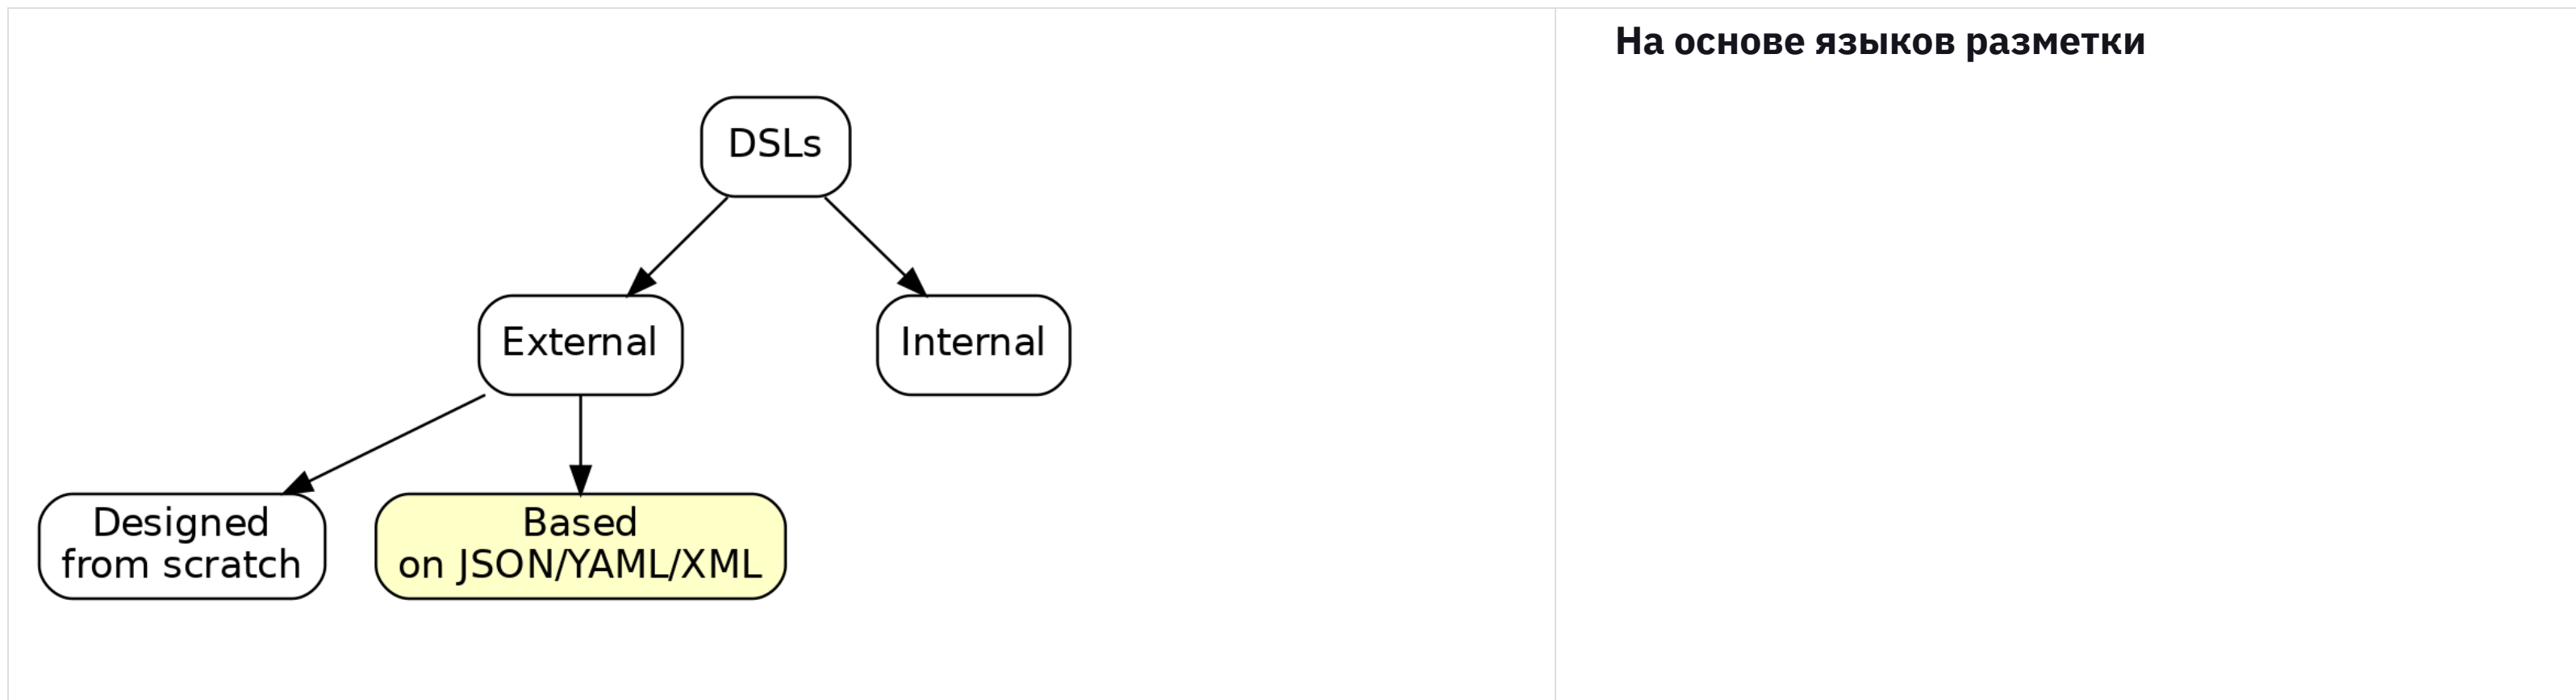 DSLs
External
Internal
Designed
from scratch
Based
on JSON/YAML/XML
На основе языков разметки